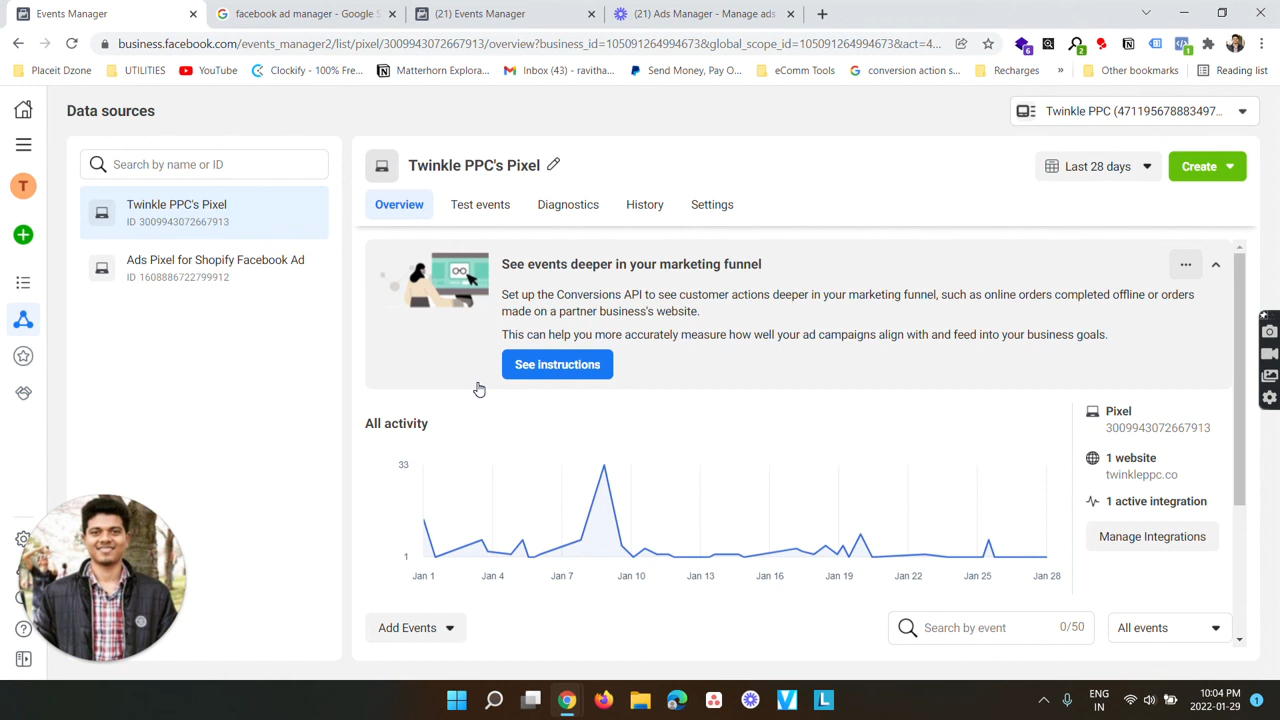 Events Manager
facebook ad manager - Google S
(21) Events Manager
(21) Ads Manager - Manage ads
business.facebook.com/events_manager2/list/pixel/3009943072667913/overview?business_id=105091264994673&global_scope_id=105091264994673&act=4...
6
2
1
Placeit Dzone
UTILITIES
YouTube
Clockify - 100% Fre...
Matterhorn Explora...
Inbox (43) - ravitha...
Send Money, Pay O...
eComm Tools
conversion action s...
Recharges
»
Other bookmarks
Reading list
Data sources
Twinkle PPC (471195678883497...
T
Search by name or ID
Twinkle PPC's Pixel
ID 3009943072667913
Ads Pixel for Shopify Facebook Ad
ID 1608886722799912
Twinkle PPC's Pixel
Last 28 days
Create
Overview
Test events
Diagnostics
History
Settings
See events deeper in your marketing funnel
Set up the Conversions API to see customer actions deeper in your marketing funnel, such as online orders completed offline or orders
made on a partner business's website.
This can help you more accurately measure how well your ad campaigns align with and feed into your business goals.
See instructions
All activity
33
1
Jan 1
Jan 4
Jan 7
Jan 10
Jan 13
Jan 16
Jan 19
Jan 22
Jan 25
Jan 28
Pixel
3009943072667913
1 website
twinkleppc.co
1 active integration
Manage Integrations
Add Events
Search by event
0/50
All events
ENG
IN
10:04 PM
2022-01-29
1